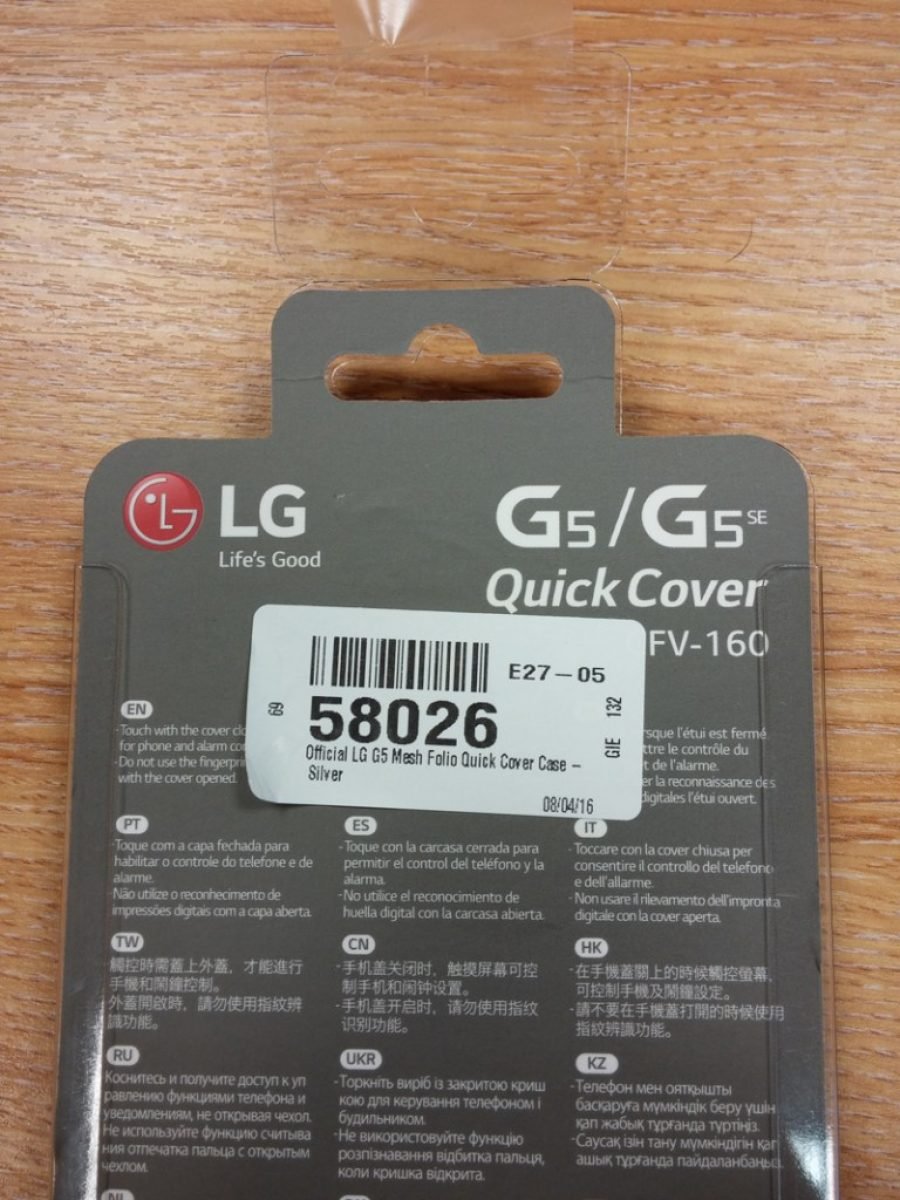 LG
Life's Good
G5/G5 SE
Quick Cover
FV-160
E27-05
69
58026
GIE 132
Official LG G5 Mesh Folio Quick Cover Case –
Silver
08/04/16
EN
-Touch with the cover
for phone and alarm
-Do not use the
with the cover opened.
l'étui est fermé
le contrôle du
et de l'alarme.
la reconnaissance des
digitales l'étui ouvert.
PT
-Toque com a capa fechada para
habilitar o controle do telefone e de
alarme.
Não utilize o reconhecimento de
impressões digitais com a capa aberta.
ES
-Toque con la carcasa cerrada para
permitir el control del teléfono y la
alarma.
-No utilice el reconocimiento de
huella digital con la carcasa abierta.
IT
-Toccare con la cover chiusa per
consentire il controllo del telefono
e dell'allarme.
-Non usare il rilevamento dell'impronta
digitale con la cover aperta.
TW
觸控時需蓋上外蓋，才能進行
手機和鬧鐘控制。
外蓋開啟時，請勿使用指紋辨
識功能。
CN
-手机盖关闭时，触摸屏幕可控
制手机和闹钟设置。
-手机盖开启时，请勿使用指纹
识别功能。
HK
-在手機蓋關上的時候觸控螢幕，
可控制手機及鬧鐘設定。
-請不要在手機蓋打開的時候使用
指紋辨識功能。
RU
Коснитесь и получите доступ к уп
равлению функциями телефона и
уведомлениям, не открывая чехол.
Не используйте функцию считыва
ния отпечатка пальца с открытым
чехлом.
UKR
-Торкніть виріб із закритою криш
кою для керування телефоном і
будильником.
-Не використовуйте функцію
розпізнавання відбитка пальця,
коли кришка відкрита.
KZ
-Телефон мен оятқышты
басқаруға мүмкіндік беру үшін
қап жабық тұрғанда түртіңіз.
-Саусақ ізін тану мүмкіндігін қап
ашық тұрғанда пайдаланбаңыз.
NL